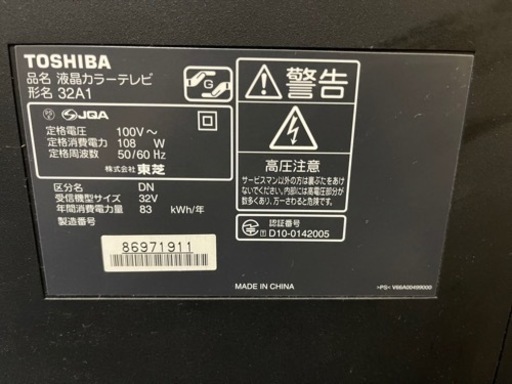 TOSHIBA
品名 液晶カラーテレビ
形名 32A1
JQA
定格電圧 100V～
定格消費電力 108 W
定格周波数 50/60 Hz
株式会社 東芝
区分名 DN
受信機型サイズ 32V
年間消費電力量 83 kWh/年
製造番号
86971911
G
警告
高圧注意
サービスマン以外の方は裏ぶたをあけ
ないでください。内部には高電圧部分が
数多くあり、万一さわると危険です。
認証番号
T D10-0142005
MADE IN CHINA
>PS< V66A00499000